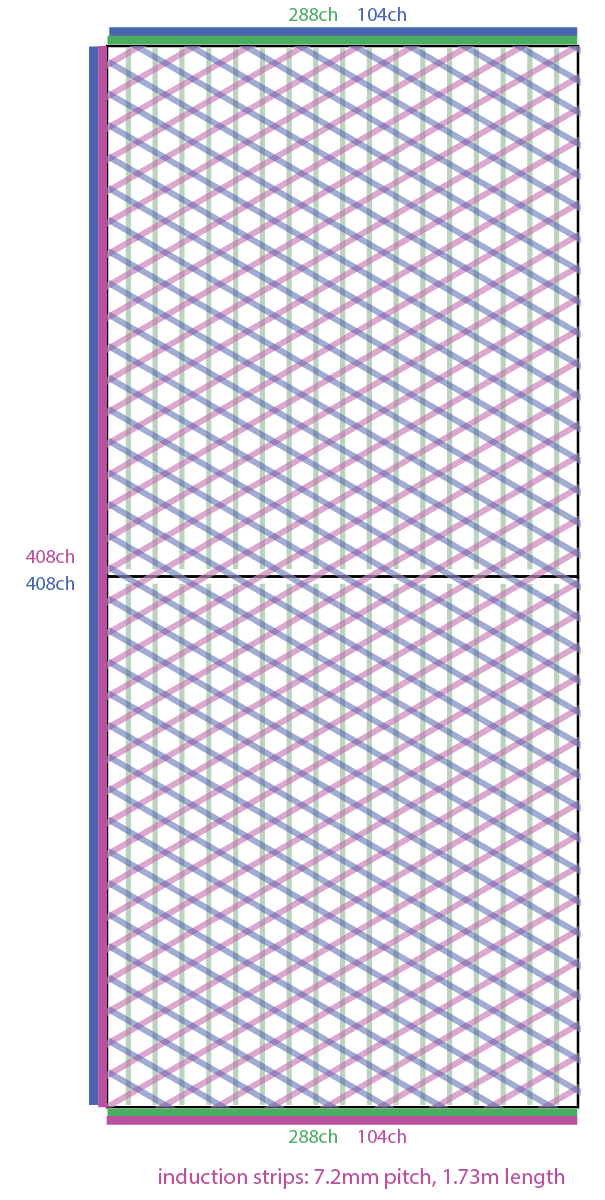 288ch 104ch
408ch
408ch
288ch 104ch
induction strips: 7.2mm pitch, 1.73m length